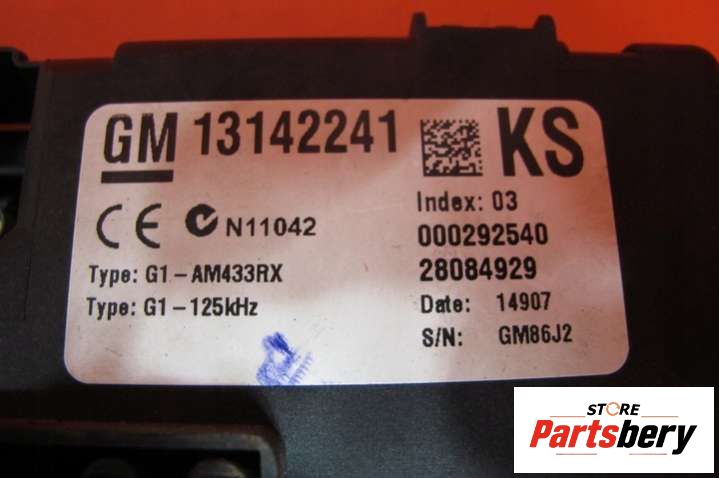 GM 13142241 KS
N11042
Index: 03
000292540
Type: G1-AM433RX
28084929
Type: G1-125kHz
Date: 14907
S/N: GM86J2
STORE
Partsbery